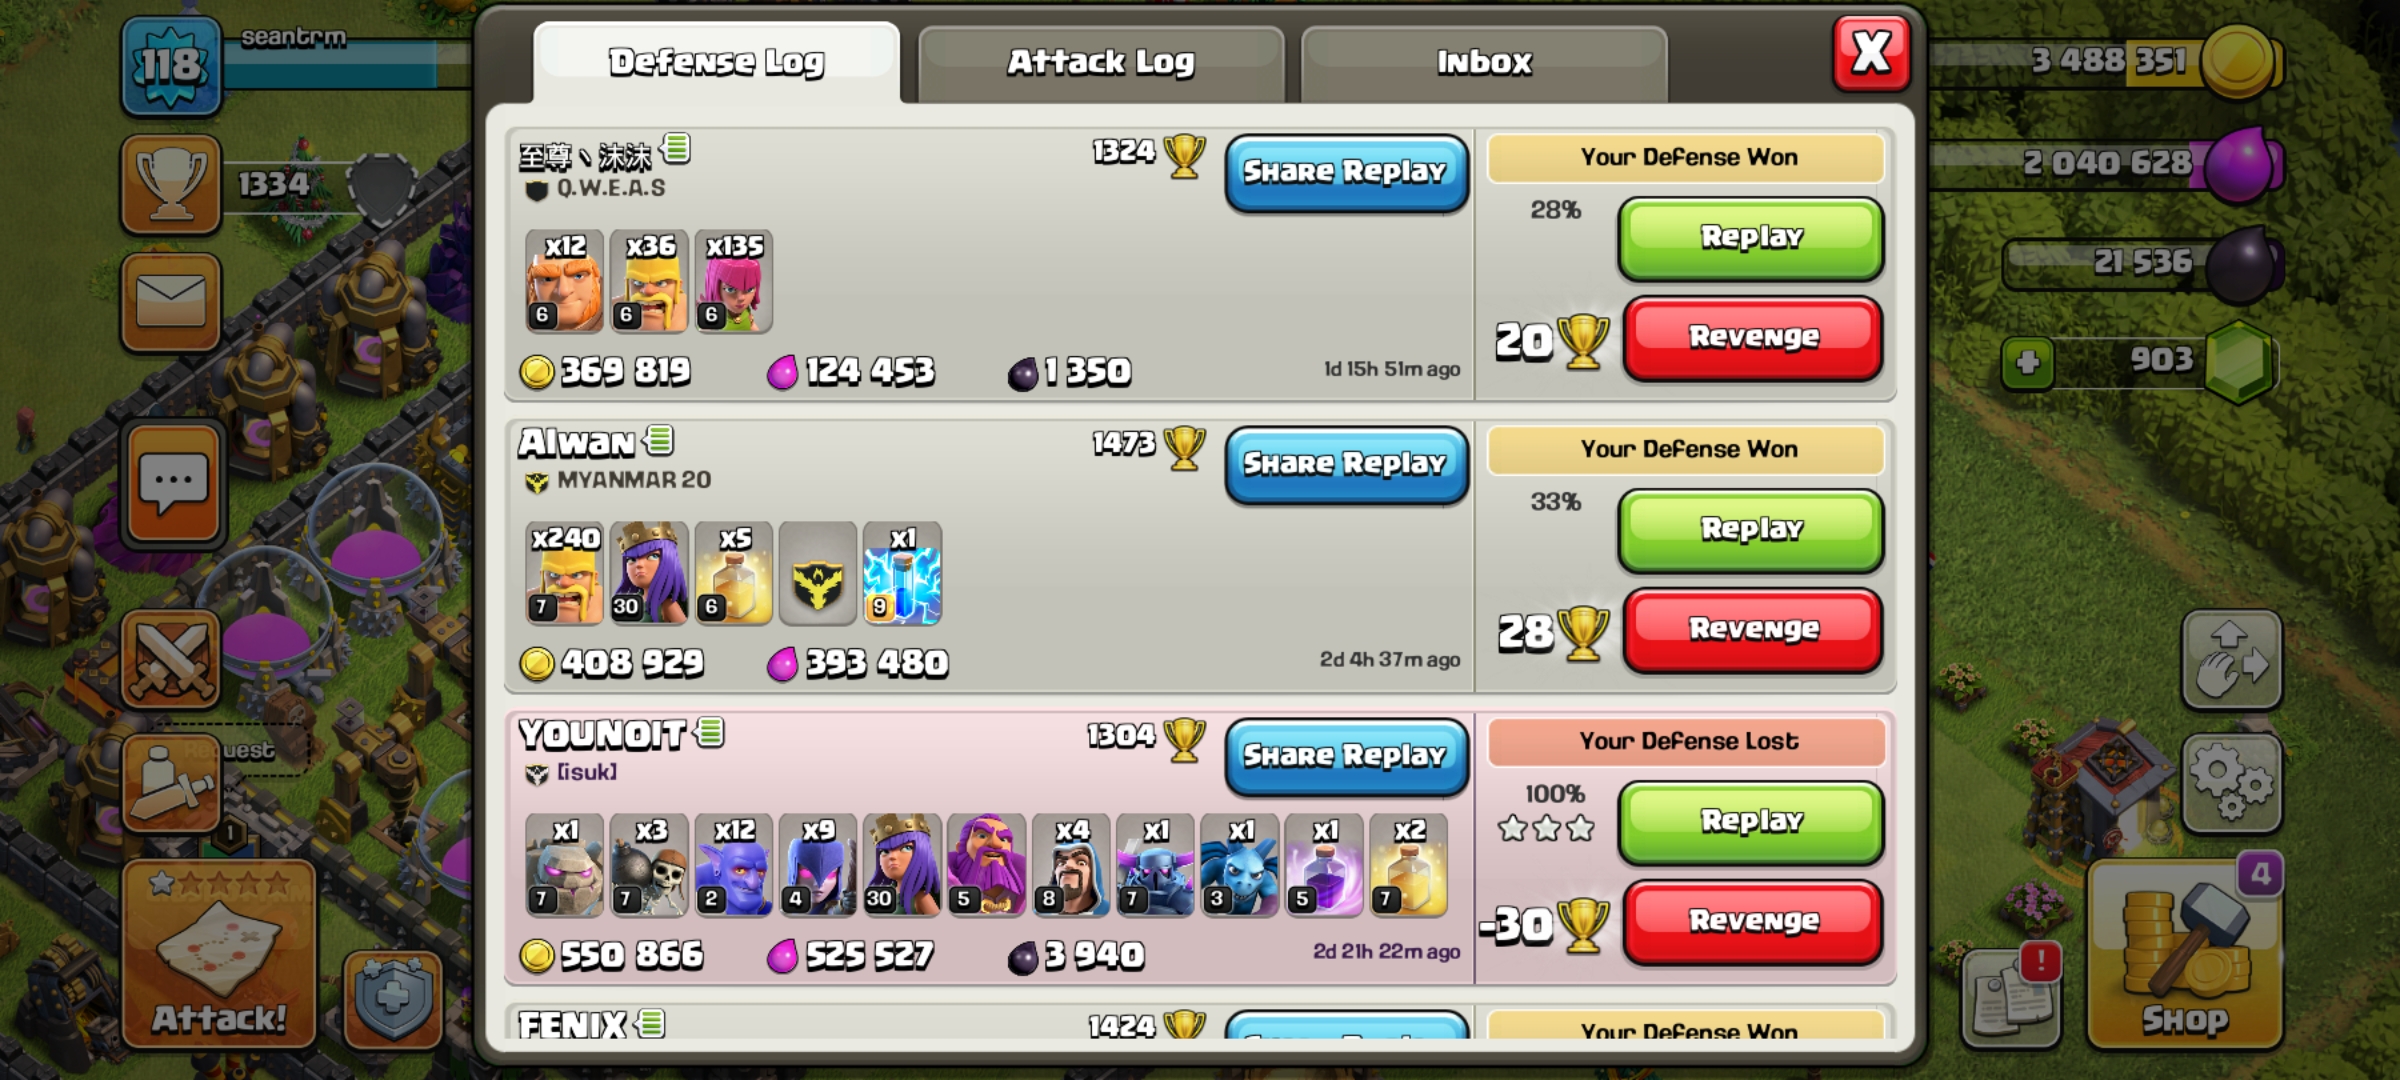 118
seantrm
1334
Defense Log
Attack Log
Inbox
X
3 488 351
2 040 628
21 536
903
至尊丶沫沫
Q.W.E.A.S
1324
Share Replay
Your Defense Won
28%
Replay
x12
x36
x135
6
6
6
20
Revenge
369 819
124 453
1 350
1d 15h 51m ago
Alwan
MYANMAR 20
1473
Share Replay
Your Defense Won
33%
Replay
x240
x5
x1
7
30
6
9
28
Revenge
408 929
393 480
2d 4h 37m ago
YOUNOIT
[isuk]
1304
Share Replay
Your Defense Lost
100%
Replay
x1
x3
x12
x9
x4
x1
x1
x1
x2
7
7
2
4
30
5
8
7
3
5
7
-30
Revenge
550 866
525 527
3 940
2d 21h 22m ago
FENIX
1424
Share Replay
Your Defense Won
Request
1
Attack!
4
!
Shop